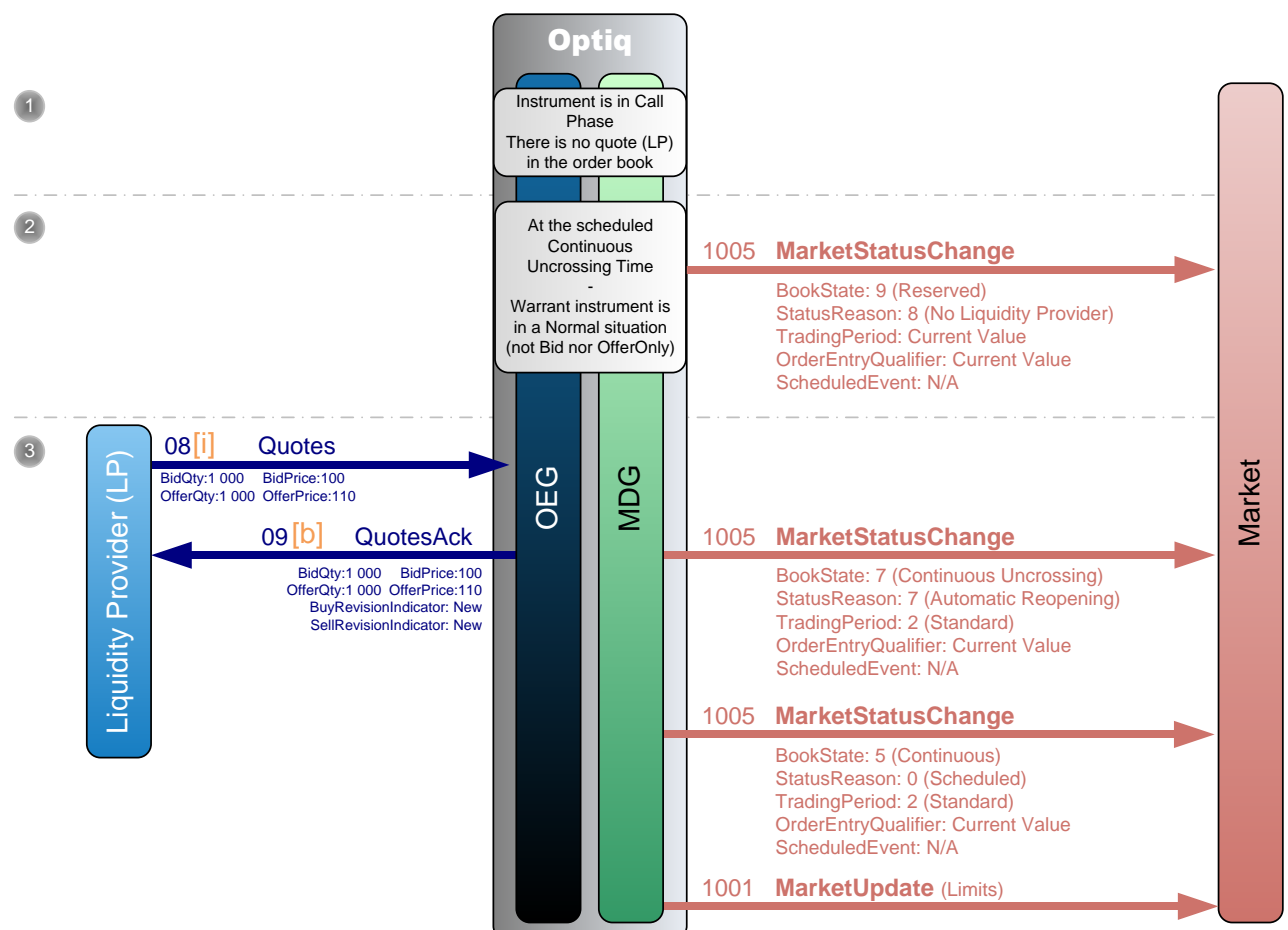 Optiq
1
Instrument is in Call
Phase
There is no quote (LP)
in the order book
2
At the scheduled
Continuous
Uncrossing Time
-
Warrant instrument is
in a Normal situation
(not Bid nor OfferOnly)
1005 MarketStatusChange
BookState: 9 (Reserved)
StatusReason: 8 (No Liquidity Provider)
TradingPeriod: Current Value
OrderEntryQualifier: Current Value
ScheduledEvent: N/A
3
Liquidity Provider (LP)
08 [i] Quotes
BidQty:1 000 BidPrice:100
OfferQty:1 000 OfferPrice:110
09 [b] QuotesAck
BidQty:1 000 BidPrice:100
OfferQty:1 000 OfferPrice:110
BuyRevisionIndicator: New
SellRevisionIndicator: New
OEG
MDG
1005 MarketStatusChange
BookState: 7 (Continuous Uncrossing)
StatusReason: 7 (Automatic Reopening)
TradingPeriod: 2 (Standard)
OrderEntryQualifier: Current Value
ScheduledEvent: N/A
1005 MarketStatusChange
BookState: 5 (Continuous)
StatusReason: 0 (Scheduled)
TradingPeriod: 2 (Standard)
OrderEntryQualifier: Current Value
ScheduledEvent: N/A
1001 MarketUpdate (Limits)
Market